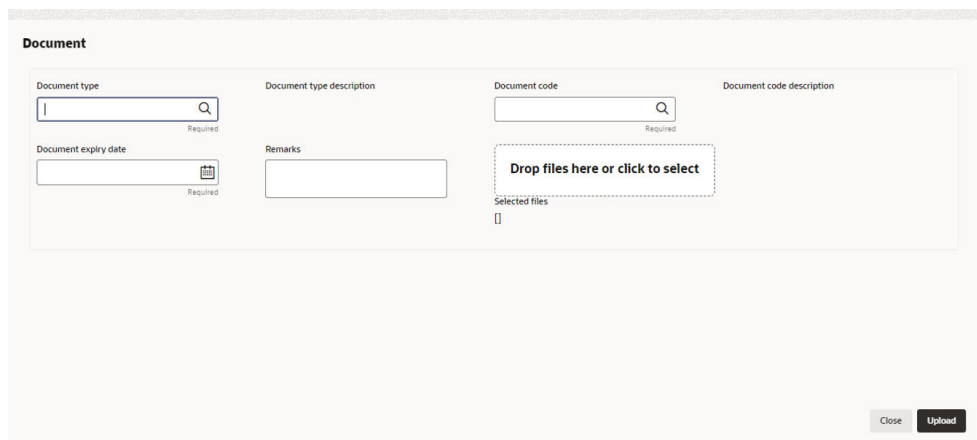 Document
Document type
Document type description
Document code
Document code description
Required
Required
Document expiry date
Remarks
Drop files here or click to select
Required
Selected files
[]
Close
Upload